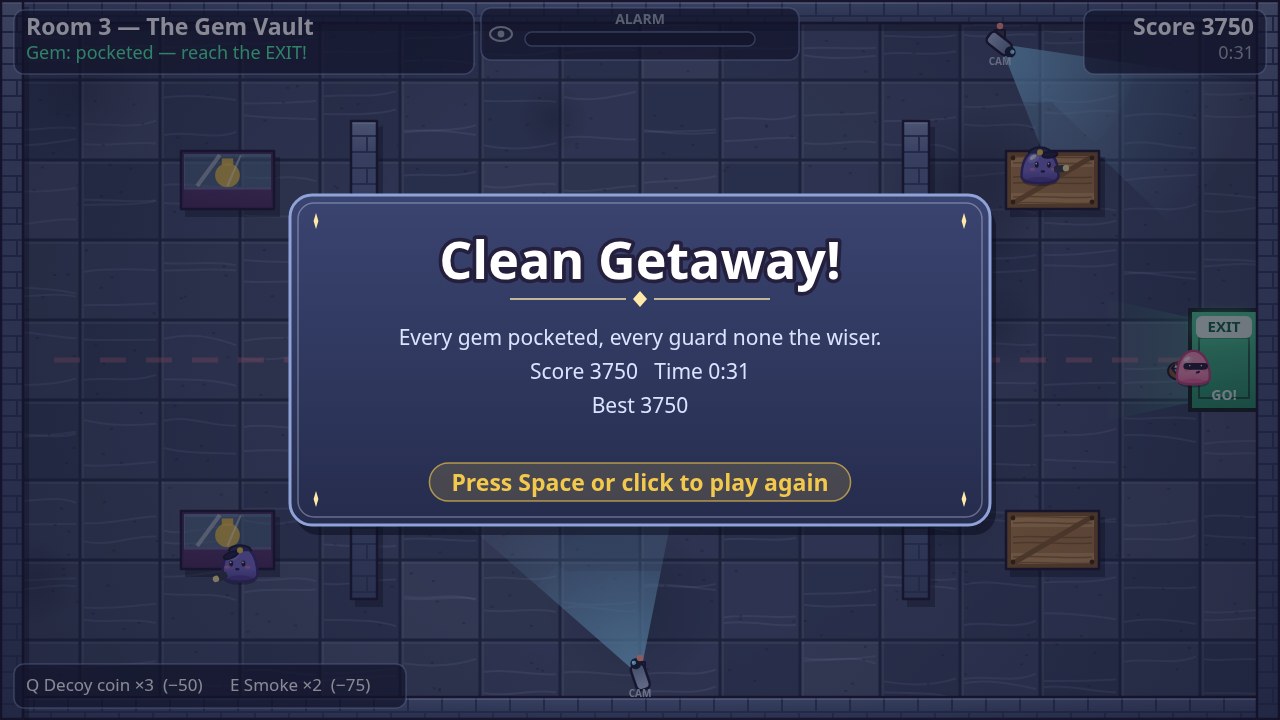 Room 3 — The Gem Vault
Gem: pocketed — reach the EXIT!
ALARM
Score 3750
0:31
CAM
Clean Getaway!
Every gem pocketed, every guard none the wiser.
Score 3750   Time 0:31
Best 3750
Press Space or click to play again
EXIT
GO!
Q Decoy coin ×3  (−50)     E Smoke ×2  (−75)
CAM